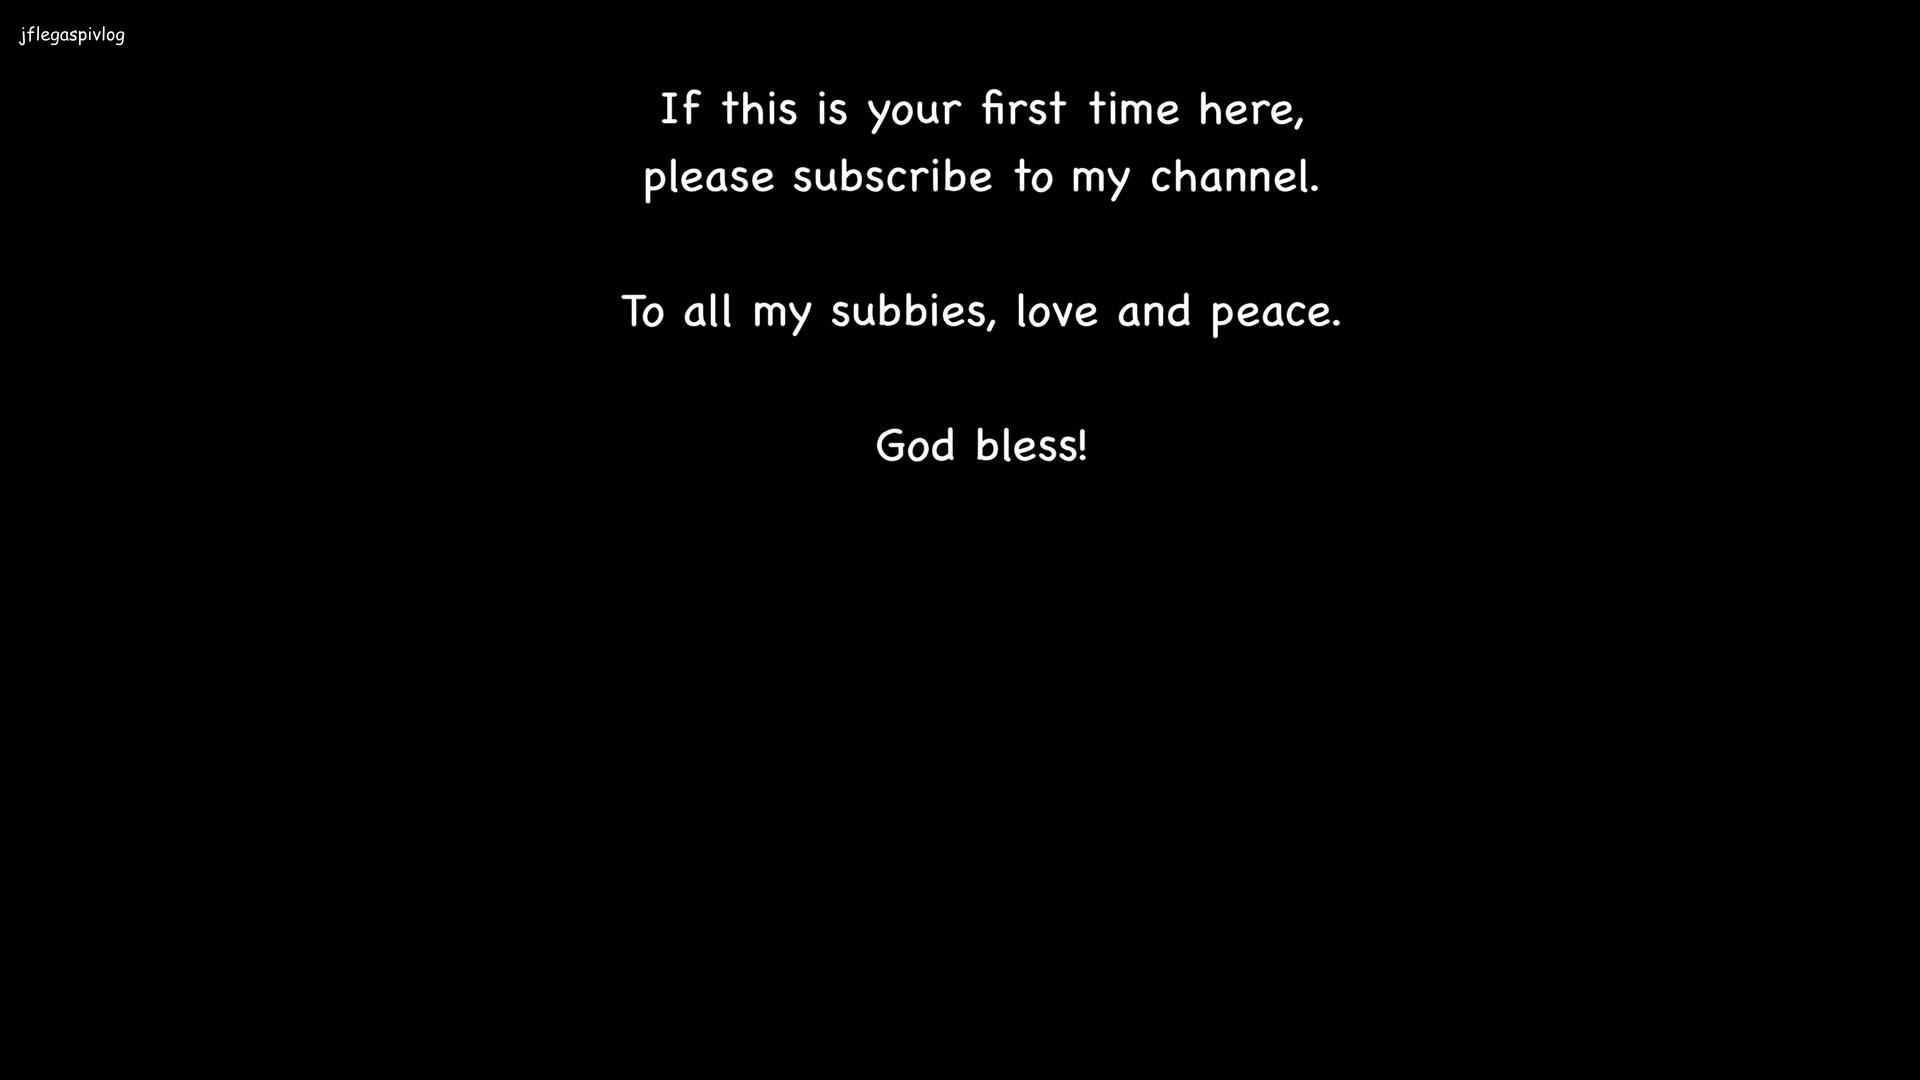 jflegaspivlog
If this is your first time here,
please subscribe to my channel.
To all my subbies, love and peace.
God bless!